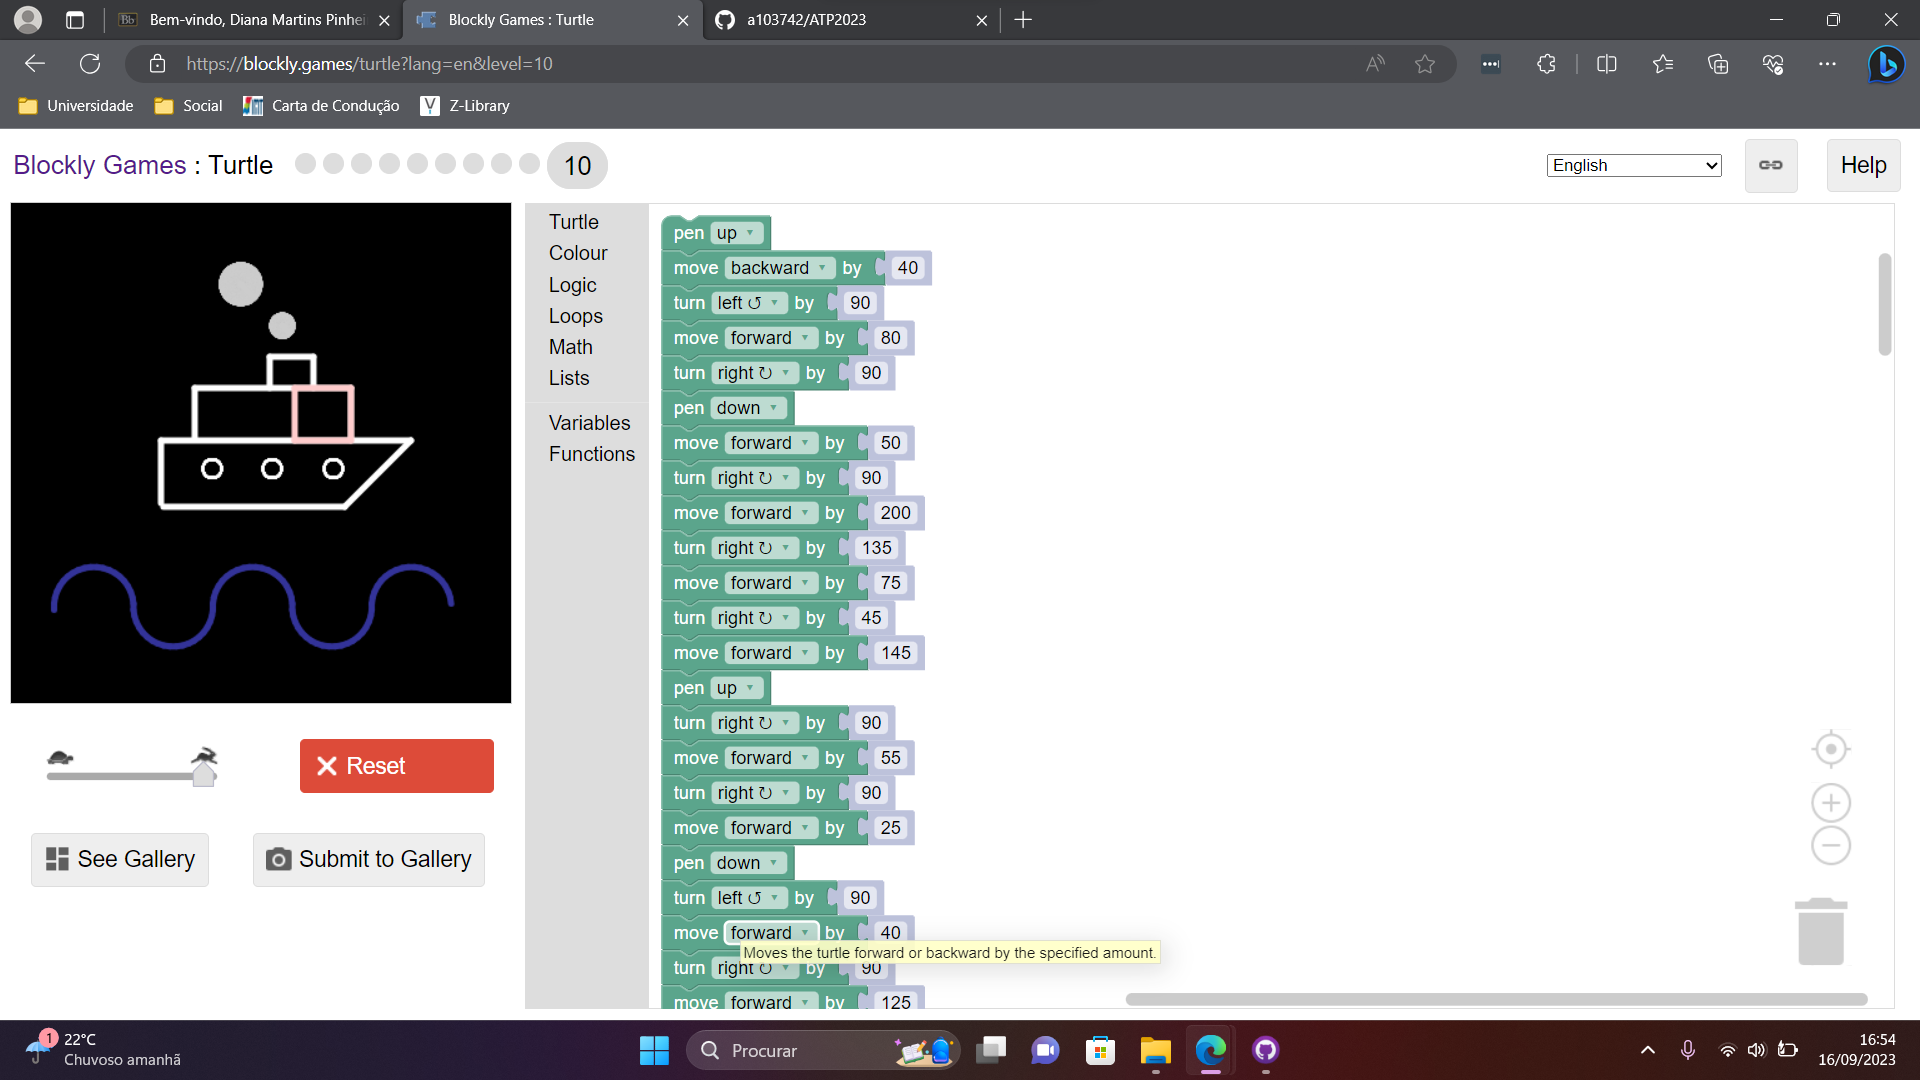 Bb Bem-vindo, Diana Martins Pinhei
Blockly Games : Turtle
a103742/ATP2023
https://blockly.games/turtle?lang=en&level=10
Universidade
Social
Carta de Condução
Z-Library
Blockly Games : Turtle
10
English
Help
Turtle
Colour
Logic
Loops
Math
Lists
Variables
Functions
pen up
move backward by 40
turn left ↺ by 90
move forward by 80
turn right ↻ by 90
pen down
move forward by 50
turn right ↻ by 90
move forward by 200
turn right ↻ by 135
move forward by 75
turn right ↻ by 45
move forward by 145
pen up
turn right ↻ by 90
move forward by 55
turn right ↻ by 90
move forward by 25
pen down
turn left ↺ by 90
move forward by 40
Moves the turtle forward or backward by the specified amount.
turn right ↻ by 90
move forward by 125
Reset
See Gallery
Submit to Gallery
1
22°C
Chuvoso amanhã
Procurar
16:54
16/09/2023